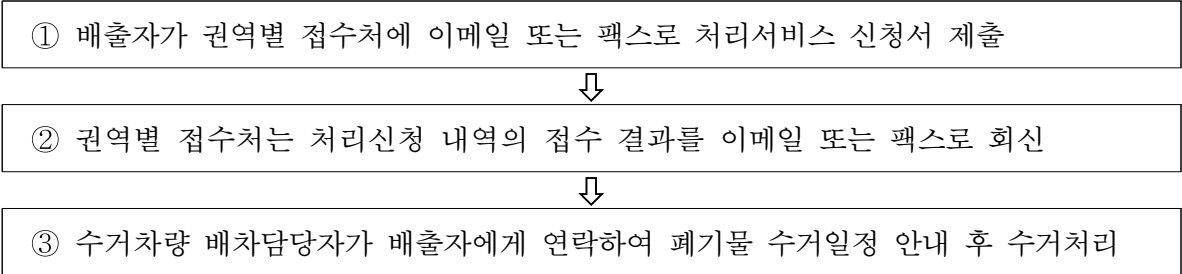 ① 배출자가 권역별 접수처에 이메일 또는 팩스로 처리서비스 신청서 제출
② 권역별 접수처는 처리신청 내역의 접수 결과를 이메일 또는 팩스로 회신
③ 수거차량 배차담당자가 배출자에게 연락하여 폐기물 수거일정 안내 후 수거처리